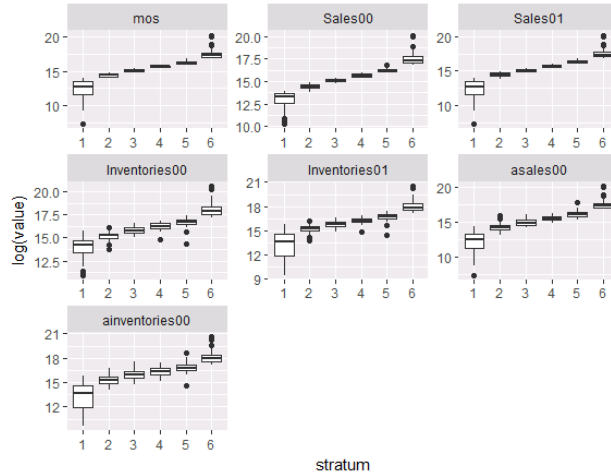 mos Sales00 Sales01
20 20.0 20
17.5
15 15.0 15
12.5
10 10.0 10
1 2 3 4 5 6 1 2 3 4 5 6 1 2 3 4 5 6
Inventories00 Inventories01 asales00
20.0 21 20
17.5 18
15.0 15 15
12.5 12 10
9
1 2 3 4 5 6 1 2 3 4 5 6 1 2 3 4 5 6
ainventories00
21
18
15
12
1 2 3 4 5 6
log(value)
stratum